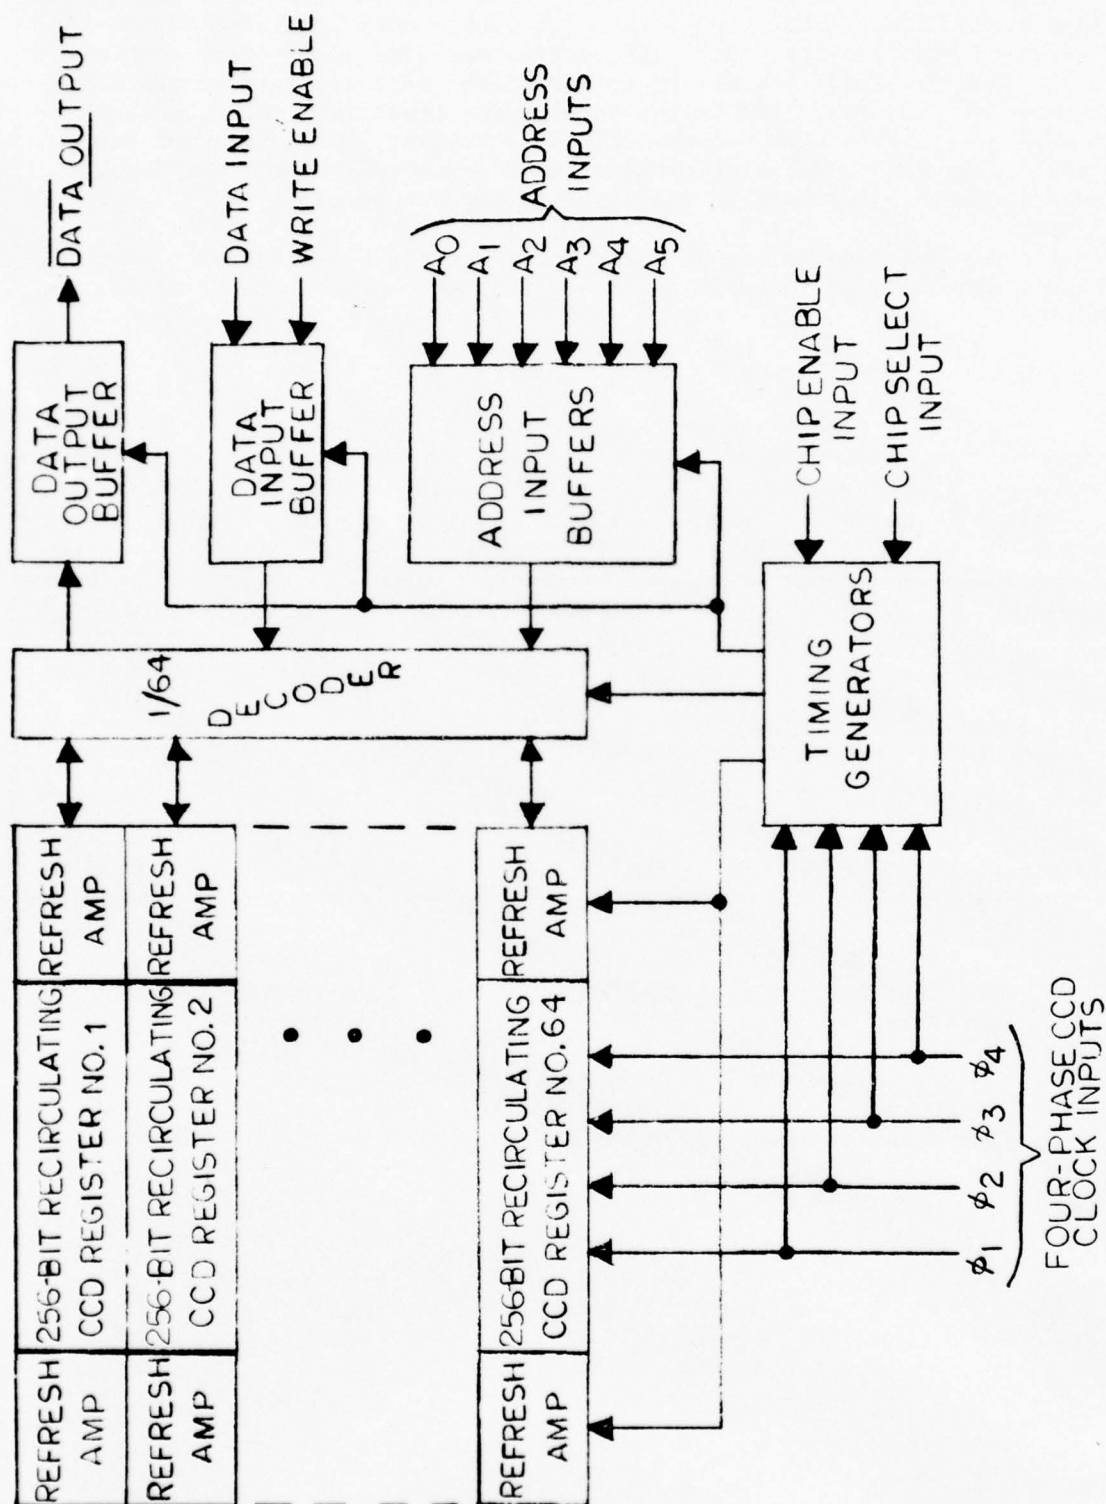 REFRESH
AMP
256-BIT RECIRCULATING
CCD REGISTER NO. 1
REFRESH
AMP
REFRESH
AMP
256-BIT RECIRCULATING
CCD REGISTER NO. 2
REFRESH
AMP
REFRESH
AMP
256-BIT RECIRCULATING
CCD REGISTER NO. 64
REFRESH
AMP
1/64
DECODER
DATA
OUTPUT
BUFFER
DATA OUTPUT
DATA
INPUT
BUFFER
DATA INPUT
WRITE ENABLE
ADDRESS
INPUT
BUFFERS
A0
A1
A2
A3
A4
A5
ADDRESS
INPUTS
TIMING
GENERATORS
CHIP ENABLE
INPUT
CHIP SELECT
INPUT
φ1
φ2
φ3
φ4
FOUR-PHASE CCD
CLOCK INPUTS